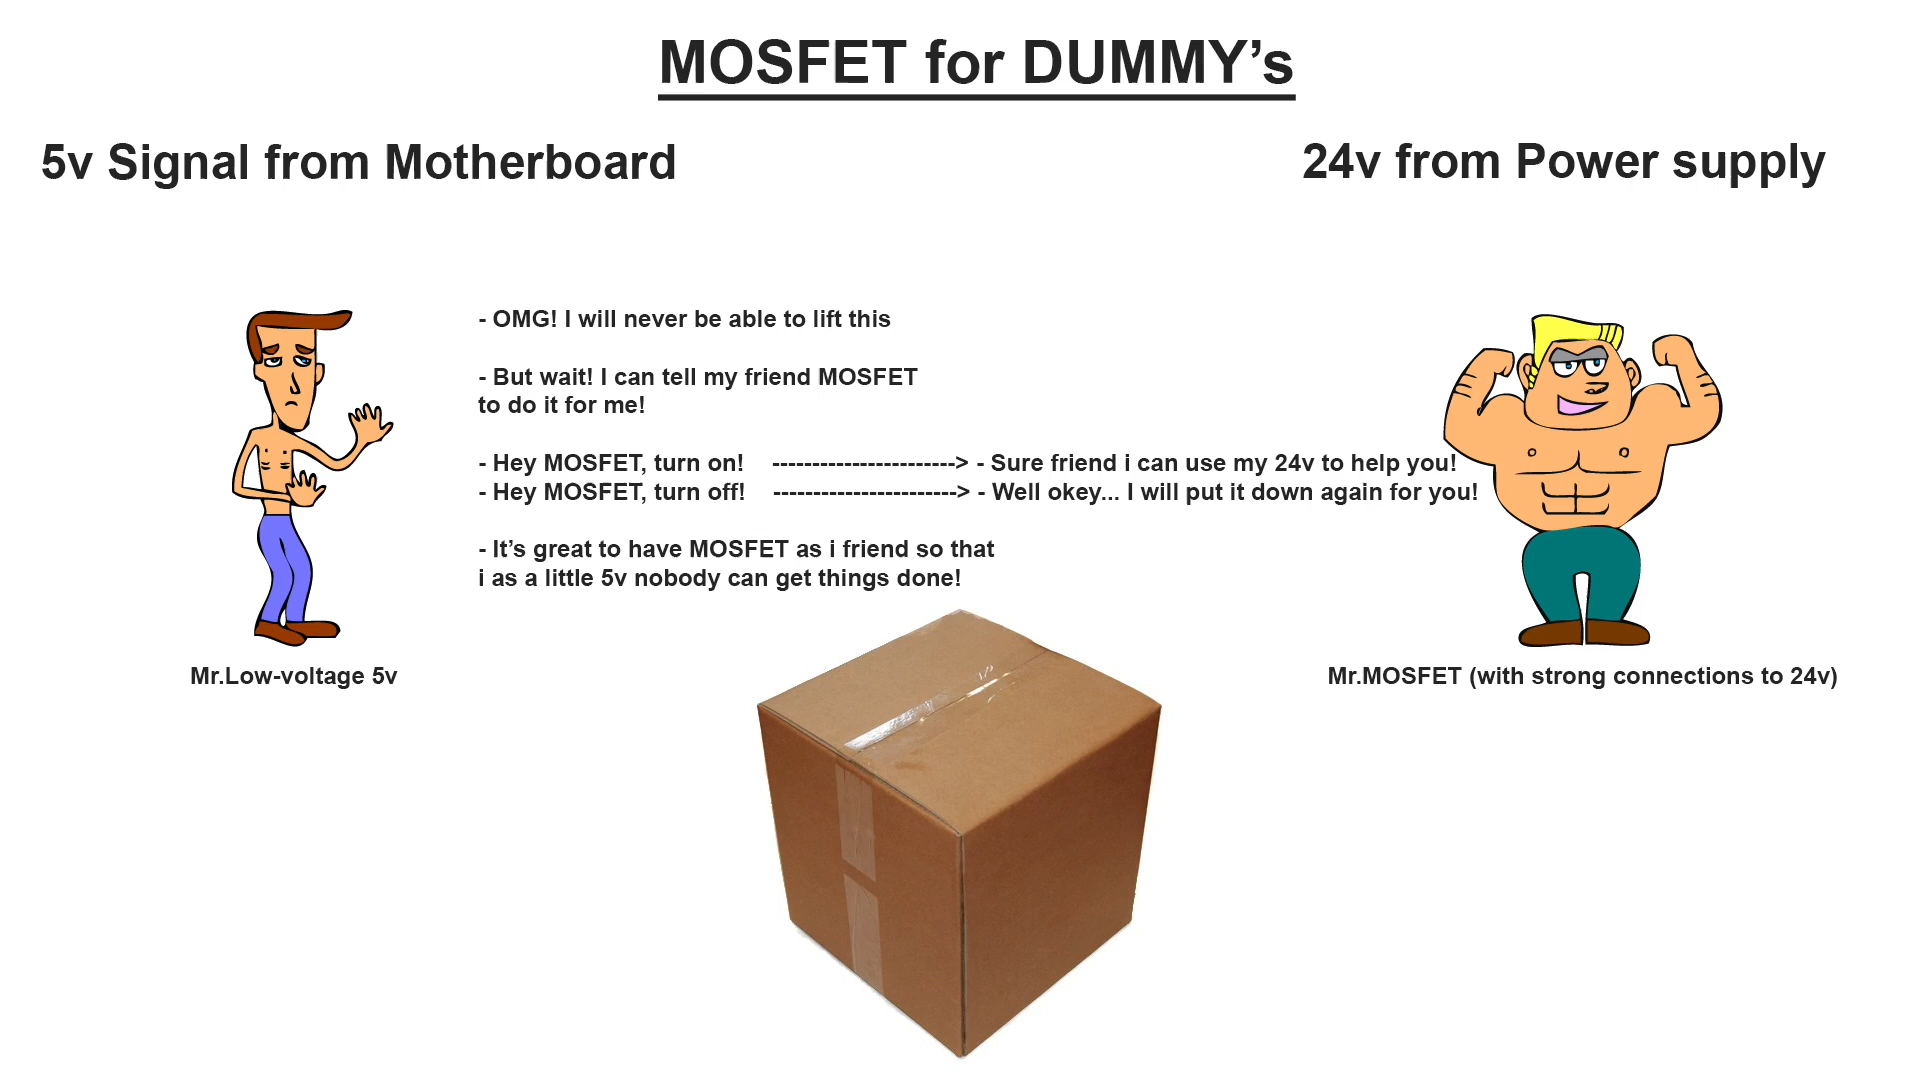 MOSFET for DUMMY’s
5v Signal from Motherboard
24v from Power supply
- OMG! I will never be able to lift this
- But wait! I can tell my friend MOSFET
to do it for me!
- Hey MOSFET, turn on! -----------------------> - Sure friend i can use my 24v to help you!
- Hey MOSFET, turn off! -----------------------> - Well okey... I will put it down again for you!
- It’s great to have MOSFET as i friend so that
i as a little 5v nobody can get things done!
Mr.Low-voltage 5v
Mr.MOSFET (with strong connections to 24v)